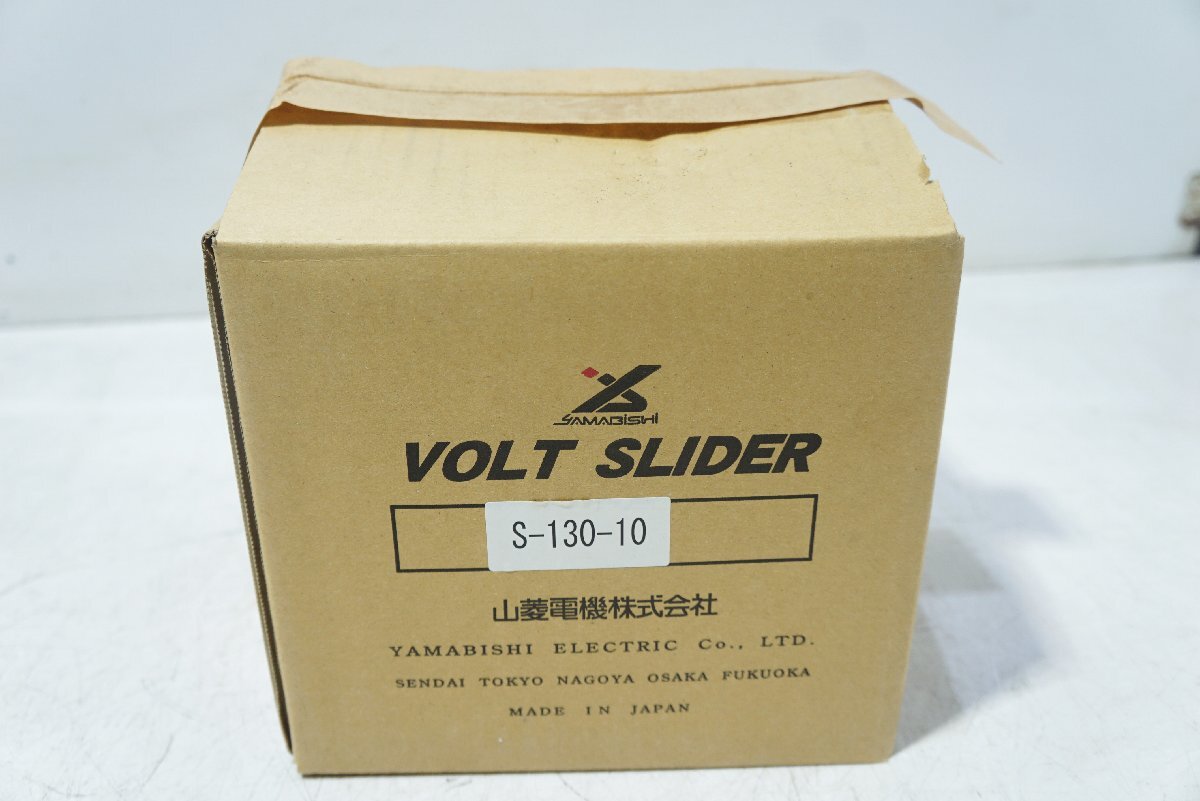 YAMABiSHi
VOLT SLIDER
S-130-10
山菱電機株式会社
YAMABISHI ELECTRIC Co., LTD.
SENDAI TOKYO NAGOYA OSAKA FUKUOKA
MADE IN JAPAN